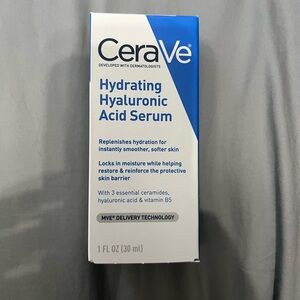 CeraVe
DEVELOPED WITH DERMATOLOGISTS
Hydrating
Hyaluronic
Acid Serum
Replenishes hydration for
instantly smoother, softer skin
Locks in moisture while helping
restore & reinforce the protective
skin barrier
With 3 essential ceramides,
hyaluronic acid & vitamin B5
MVE® DELIVERY TECHNOLOGY
1 FL OZ (30 ml)